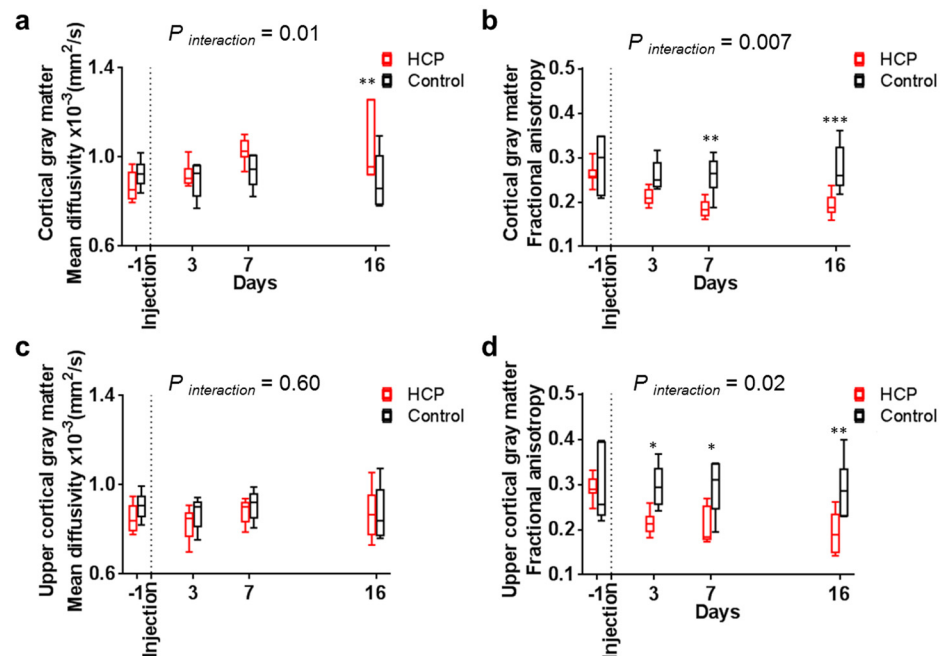 a
P interaction = 0.01
HCP
Control
**
Cortical gray matter
Mean diffusivity x10-3(mm2/s)
1.4
1.0
0.6
-1
3
7
16
Injection
Days
b
P interaction = 0.007
HCP
Control
**
***
Cortical gray matter
Fractional anisotropy
0.5
0.4
0.3
0.2
0.1
-1
3
7
16
Injection
Days
c
P interaction = 0.60
HCP
Control
Upper cortical gray matter
Mean diffusivity x10-3(mm2/s)
1.4
1.0
0.6
-1
3
7
16
Injection
d
P interaction = 0.02
HCP
Control
*
*
**
Upper cortical gray matter
Fractional anisotropy
0.5
0.4
0.3
0.2
0.1
-1
3
7
16
Injection
Days